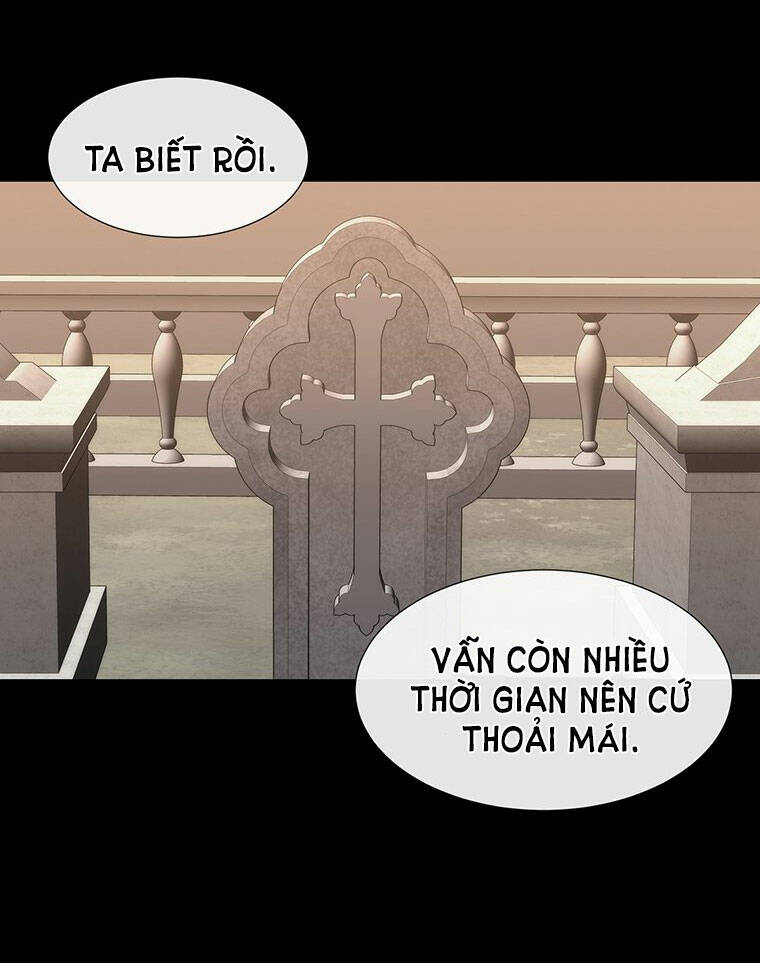 TA BIẾT RỒI.
VẪN CÒN NHIỀU
THỜI GIAN NÊN CỨ
THOẢI MÁI.